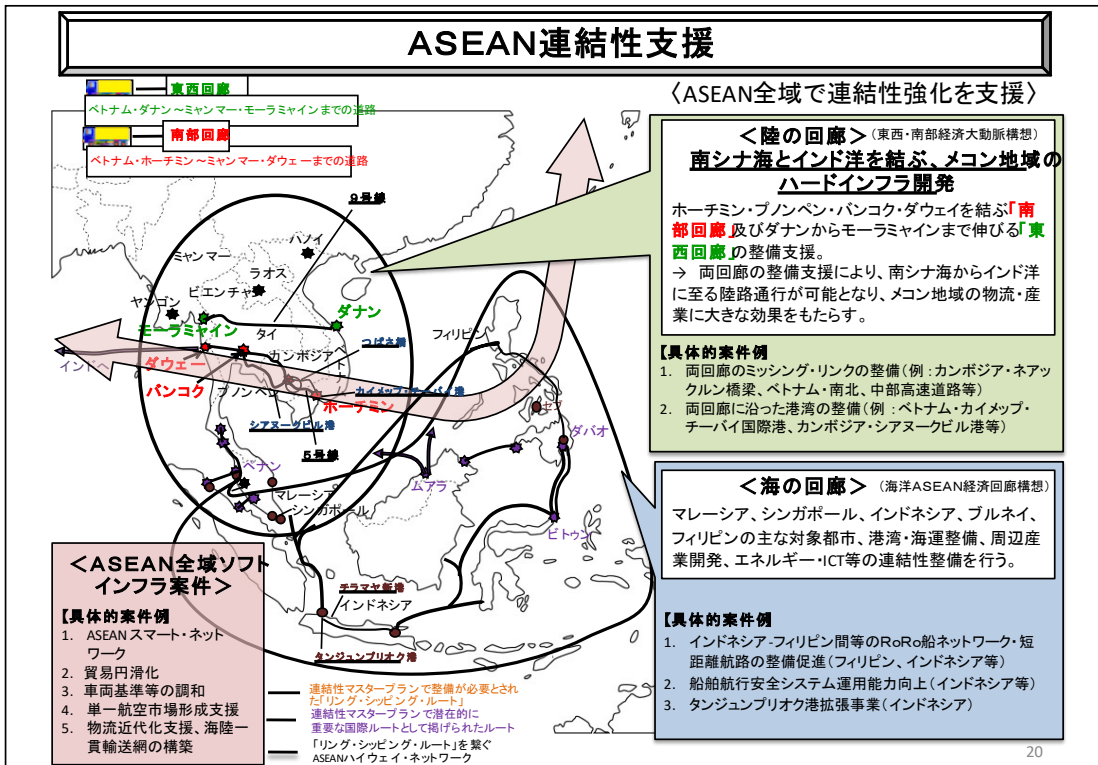 ASEAN連結性支援
東西回廊
ベトナム・ダナン～ミャンマー・モーラミャインまでの道路
南部回廊
ベトナム・ホーチミン～ミャンマー・ダウェーまでの道路
〈ASEAN全域で連結性強化を支援〉
＜陸の回廊＞（東西・南部経済大動脈構想）
南シナ海とインド洋を結ぶ、メコン地域の
ハードインフラ開発
ホーチミン・プノンペン・バンコク・ダウェイを結ぶ「南
部回廊」及びダナンからモーラミャインまで伸びる「東
西回廊」の整備支援。
→ 両回廊の整備支援により、南シナ海からインド洋
に至る陸路通行が可能となり、メコン地域の物流・産
業に大きな効果をもたらす。
【具体的案件例
1. 両回廊のミッシング・リンクの整備（例：カンボジア・ネアッ
クルン橋梁、ベトナム・南北、中部高速道路等）
2. 両回廊に沿った港湾の整備（例：ベトナム・カイメップ・
チーバイ国際港、カンボジア・シアヌークビル港等）
9号線
ハノイ
ミャンマー
ラオス
ビエンチャ
ヤンゴン
モーラミャイン
ダナン
タイ
つばさ橋
フィリピン
カンボジア
ベト
インドへ
ダウェー
バンコク
プノンペン
カイメップ・チーバイ港
ホーチミン
シアヌークビル港
5号線
セブ
ダバオ
ペナン
ムアラ
マレーシア
シンガポール
ビトゥン
チラマヤ新港
インドネシア
タンジュンプリオク港
＜海の回廊＞（海洋ASEAN経済回廊構想）
マレーシア、シンガポール、インドネシア、ブルネイ、
フィリピンの主な対象都市、港湾・海運整備、周辺産
業開発、エネルギー・ICT等の連結性整備を行う。
【具体的案件例
1. インドネシア-フィリピン間等のRoRo船ネットワーク・短
距離航路の整備促進（フィリピン、インドネシア等）
2. 船舶航行安全システム運用能力向上（インドネシア等）
3. タンジュンプリオク港拡張事業（インドネシア）
＜ASEAN全域ソフト
インフラ案件＞
【具体的案件例
1. ASEANスマート・ネット
ワーク
2. 貿易円滑化
3. 車両基準等の調和
4. 単一航空市場形成支援
5. 物流近代化支援、海陸一
貫輸送網の構築
連結性マスタープランで整備が必要とされ
た「リング・シッピング・ルート」
連結性マスタープランで潜在的に
重要な国際ルートとして掲げられたルート
「リング・シッピング・ルート」を繋ぐ
ASEANハイウェイ・ネットワーク
20